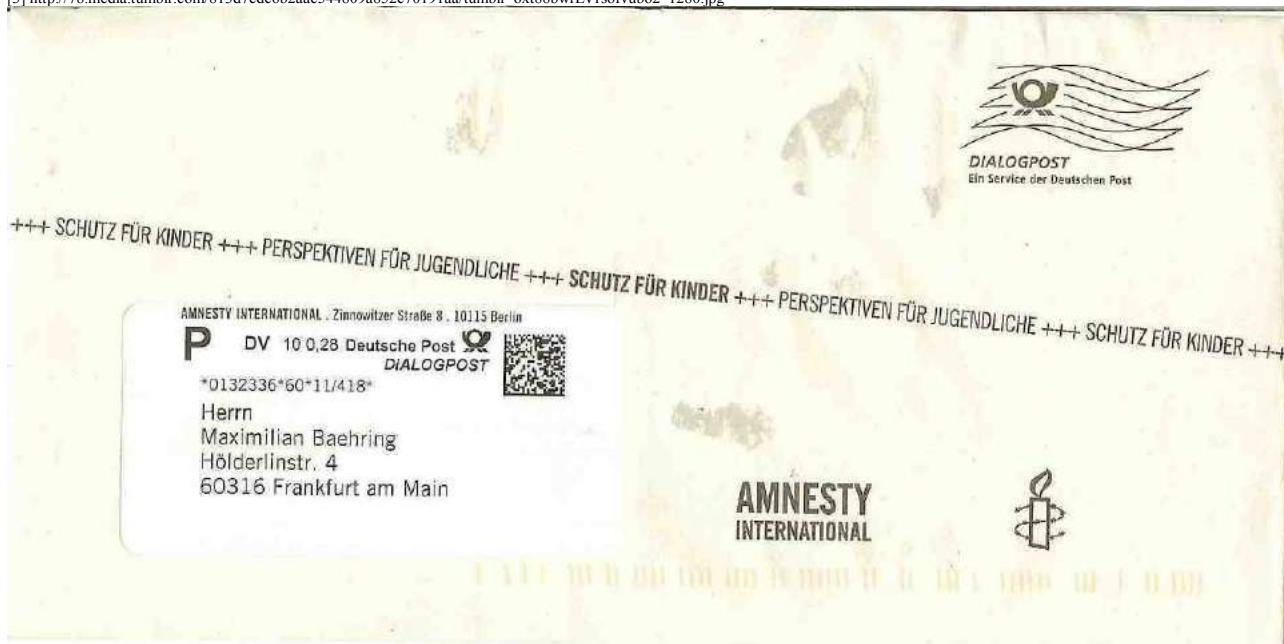 DIALOGPOST
Ein Service der Deutschen Post
+++ SCHUTZ FÜR KINDER +++ PERSPEKTIVEN FÜR JUGENDLICHE +++ SCHUTZ FÜR KINDER +++ PERSPEKTIVEN FÜR JUGENDLICHE +++ SCHUTZ FÜR KINDER +++
AMNESTY INTERNATIONAL . Zinnowitzer Straße 8 . 10115 Berlin
P DV 10 0,28 Deutsche Post
DIALOGPOST
*0132336*60*11/418*
Herrn
Maximilian Baehring
Hölderlinstr. 4
60316 Frankfurt am Main
AMNESTY
INTERNATIONAL